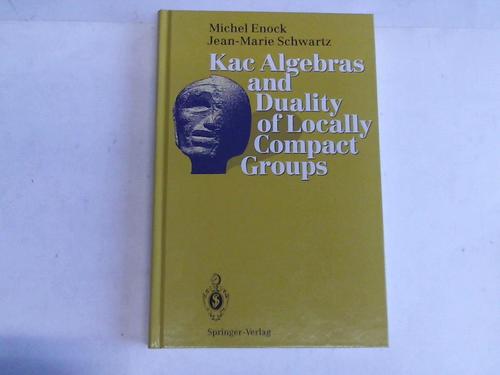 Michel Enock
Jean-Marie Schwartz
Kac Algebras
and
Duality
of Locally
Compact
Groups
Springer-Verlag